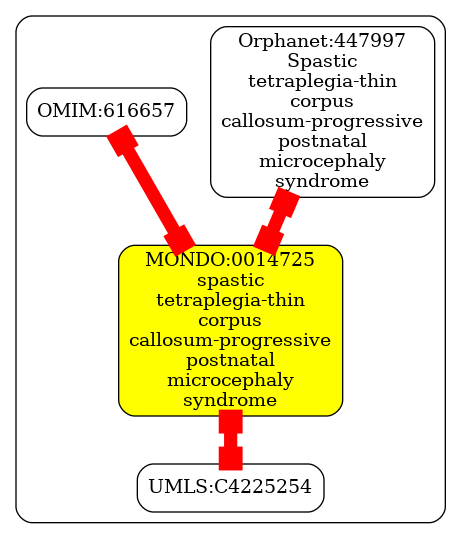 Orphanet:447997
Spastic
tetraplegia-thin
corpus
callosum-progressive
postnatal
microcephaly
syndrome
OMIM:616657
MONDO:0014725
spastic
tetraplegia-thin
corpus
callosum-progressive
postnatal
microcephaly
syndrome
UMLS:C4225254